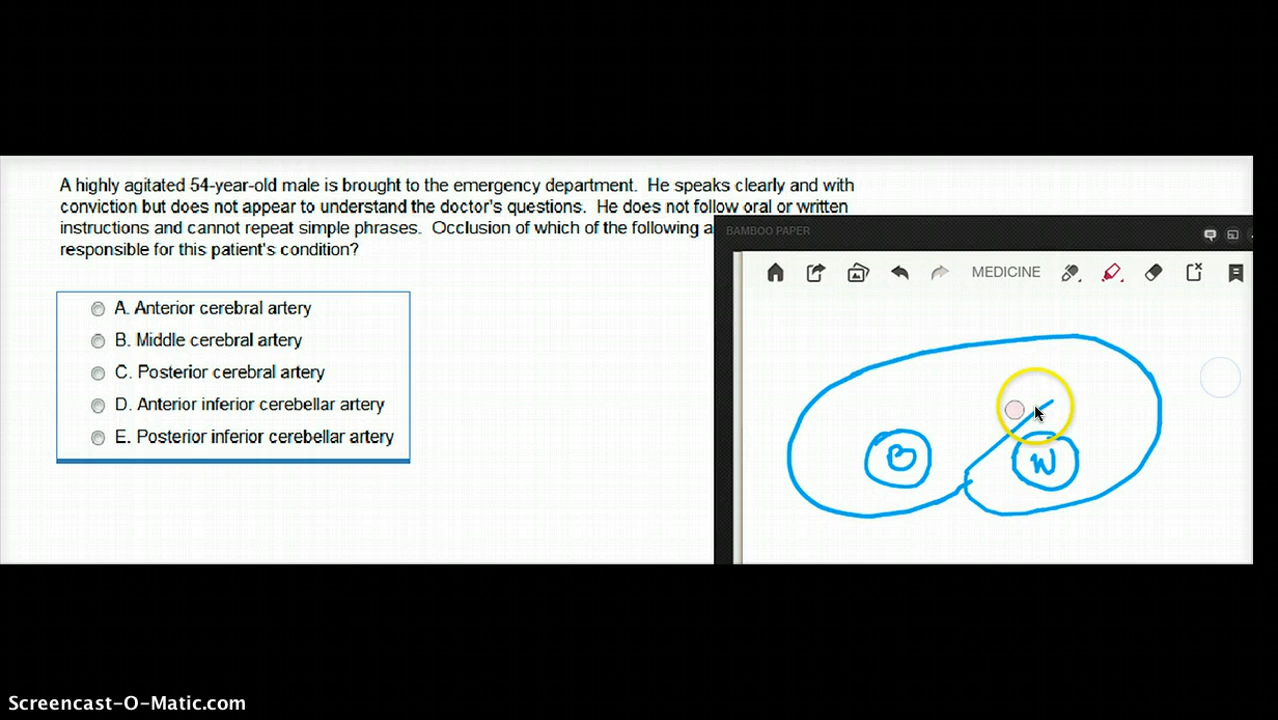 A highly agitated 54-year-old male is brought to the emergency department. He speaks clearly and with
conviction but does not appear to understand the doctor's questions. He does not follow oral or written
instructions and cannot repeat simple phrases. Occlusion of which of the following a
responsible for this patient's condition?
A. Anterior cerebral artery
B. Middle cerebral artery
C. Posterior cerebral artery
D. Anterior inferior cerebellar artery
E. Posterior inferior cerebellar artery
BAMBOO PAPER
MEDICINE
B
W
Screencast-O-Matic.com